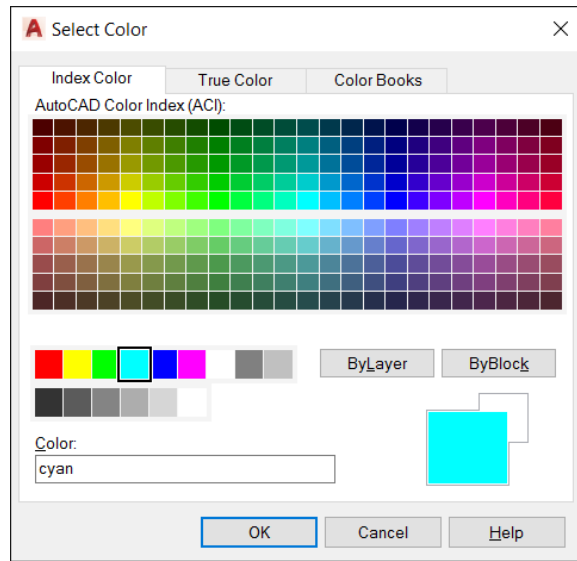 Select Color
Index Color True Color Color Books
AutoCAD Color Index (ACI):
ByLayer ByBlock
Color:
cyan
OK Cancel Help